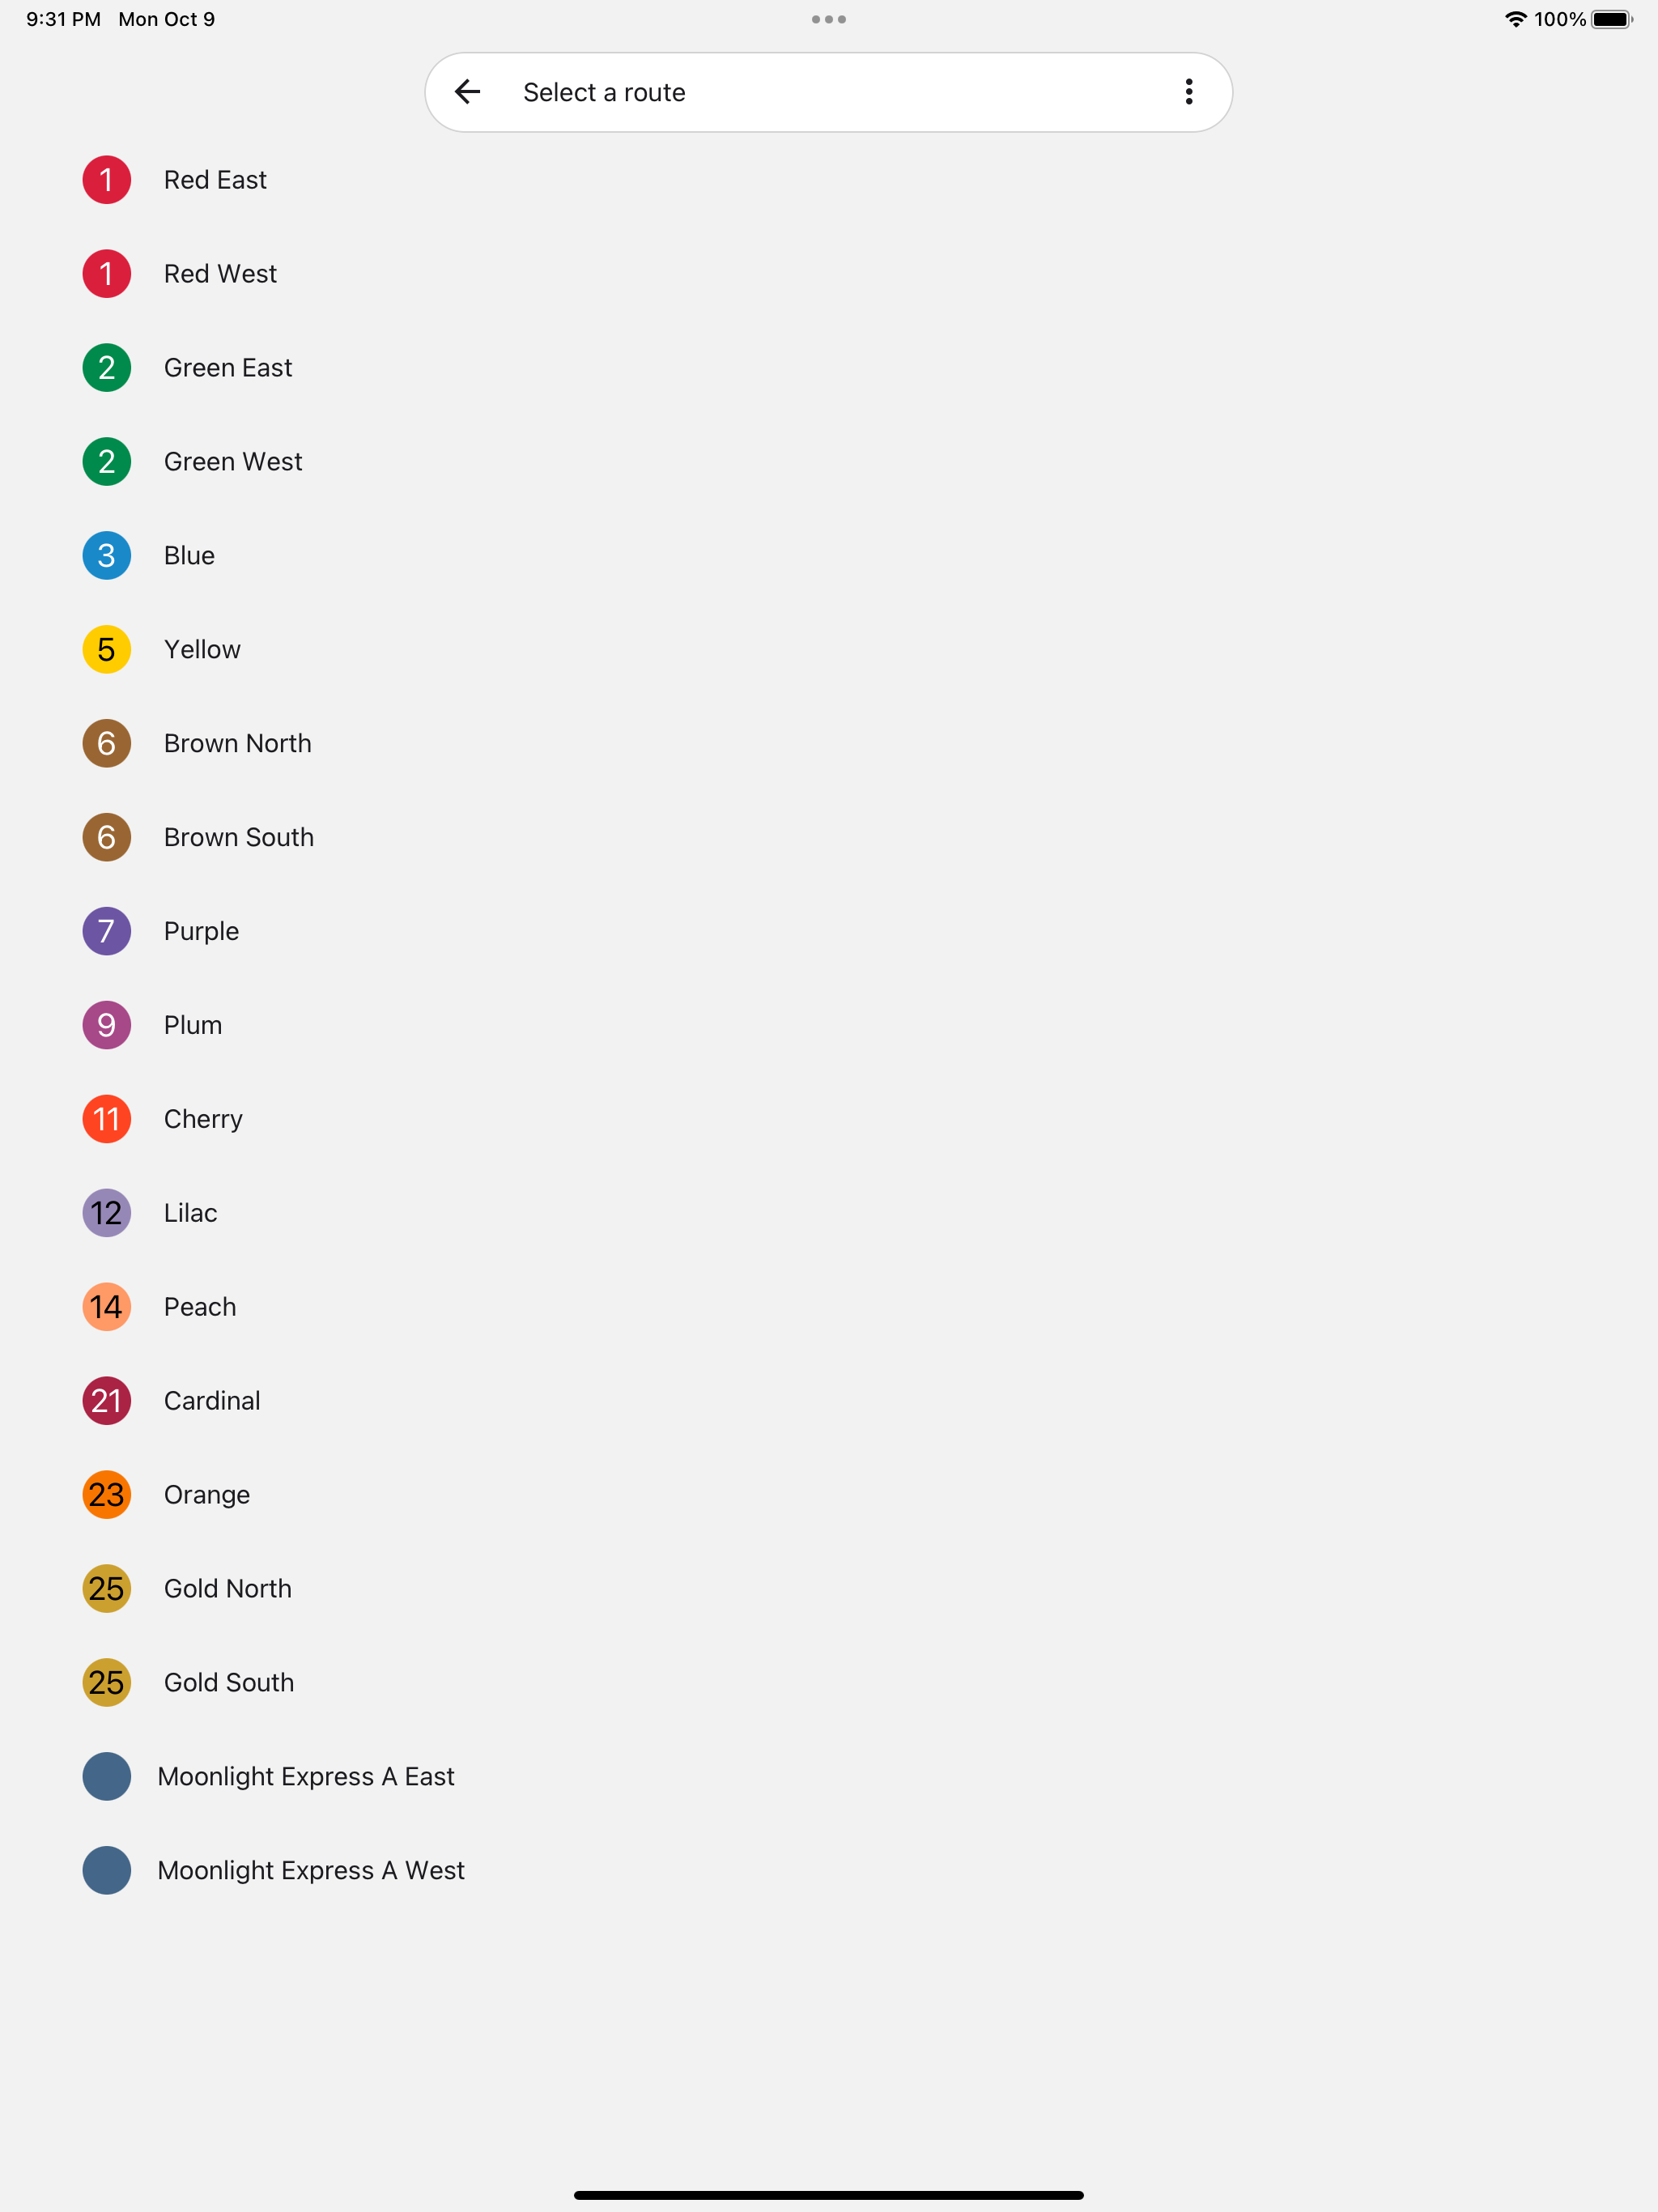 9:31 PM Mon Oct 9 100%
Select a route
1 Red East
1 Red West
2 Green East
2 Green West
3 Blue
5 Yellow
6 Brown North
6 Brown South
7 Purple
9 Plum
11 Cherry
12 Lilac
14 Peach
21 Cardinal
23 Orange
25 Gold North
25 Gold South
Moonlight Express A East
Moonlight Express A West